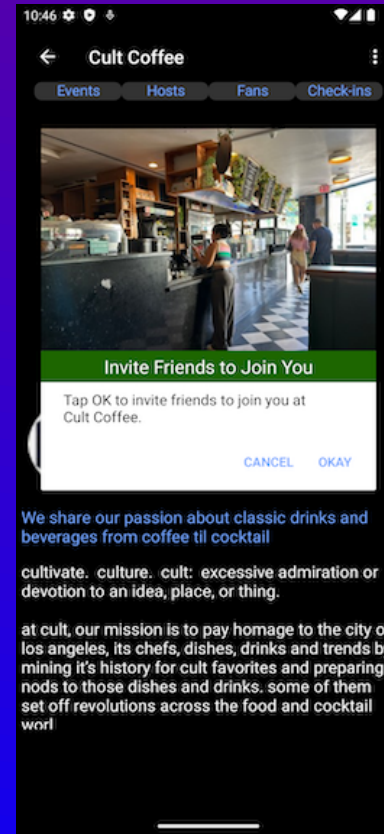 10:46
Cult Coffee
Events Hosts Fans Check-ins
Invite Friends to Join You
Tap OK to invite friends to join you at
Cult Coffee.
CANCEL OKAY
We share our passion about classic drinks and
beverages from coffee til cocktail
cultivate. culture. cult: excessive admiration or
devotion to an idea, place, or thing.
at cult, our mission is to pay homage to the city o
los angeles, its chefs, dishes, drinks and trends b
mining it's history for cult favorites and preparing
nods to those dishes and drinks. some of them
set off revolutions across the food and cocktail
worl